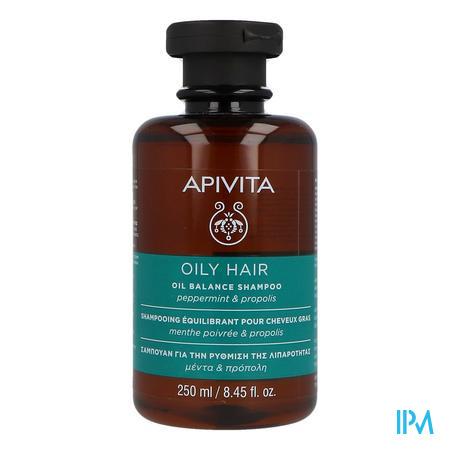 APIVITA
OILY HAIR
OIL BALANCE SHAMPOO
peppermint & propolis
SHAMPOOING ÉQUILIBRANT POUR CHEVEUX GRAS
menthe poivrée & propolis
ΣΑΜΠΟΥΑΝ ΓΙΑ ΤΗΝ ΡΥΘΜΙΣΗ ΤΗΣ ΛΙΠΑΡΟΤΗΤΑΣ
μέντα & πρόπολη
250 ml / 8.45 fl. oz.
IPM